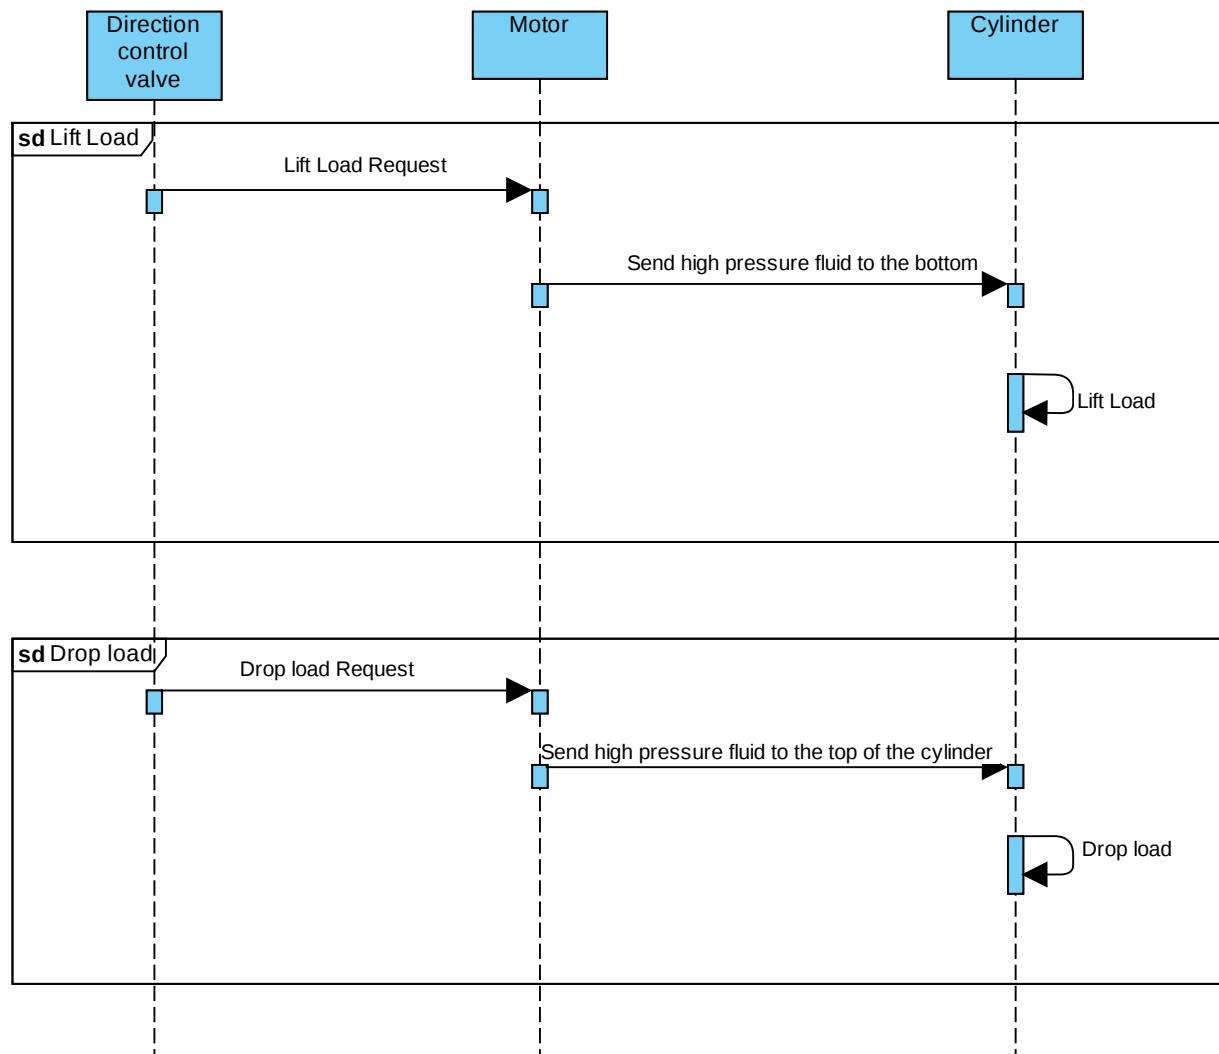 Direction
control
valve
Motor
Cylinder
sd Lift Load
Lift Load Request
Send high pressure fluid to the bottom
Lift Load
sd Drop load
Drop load Request
Send high pressure fluid to the top of the cylinder
Drop load